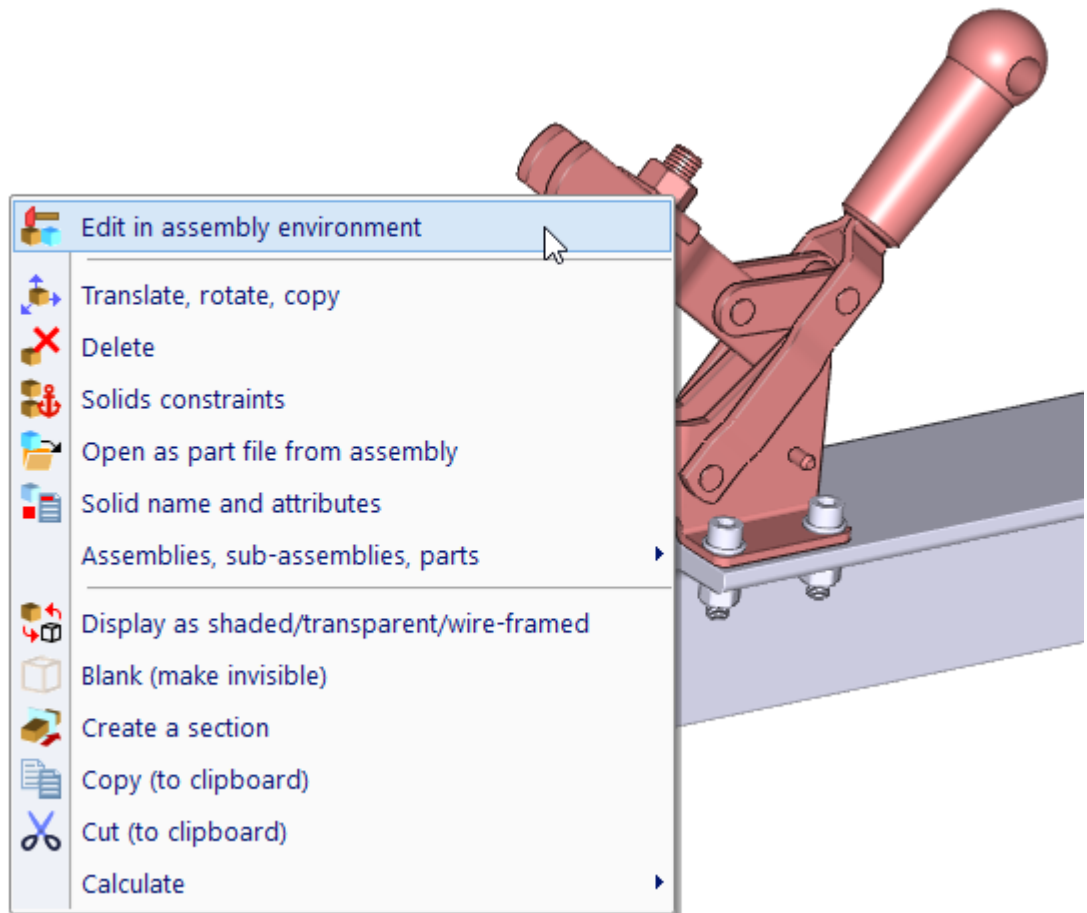 Edit in assembly environment
Translate, rotate, copy
Delete
Solids constraints
Open as part file from assembly
Solid name and attributes
Assemblies, sub-assemblies, parts
Display as shaded/transparent/wire-framed
Blank (make invisible)
Create a section
Copy (to clipboard)
Cut (to clipboard)
Calculate